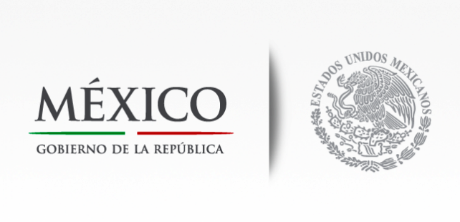 MÉXICO
GOBIERNO DE LA REPÚBLICA
ESTADOS UNIDOS MEXICANOS